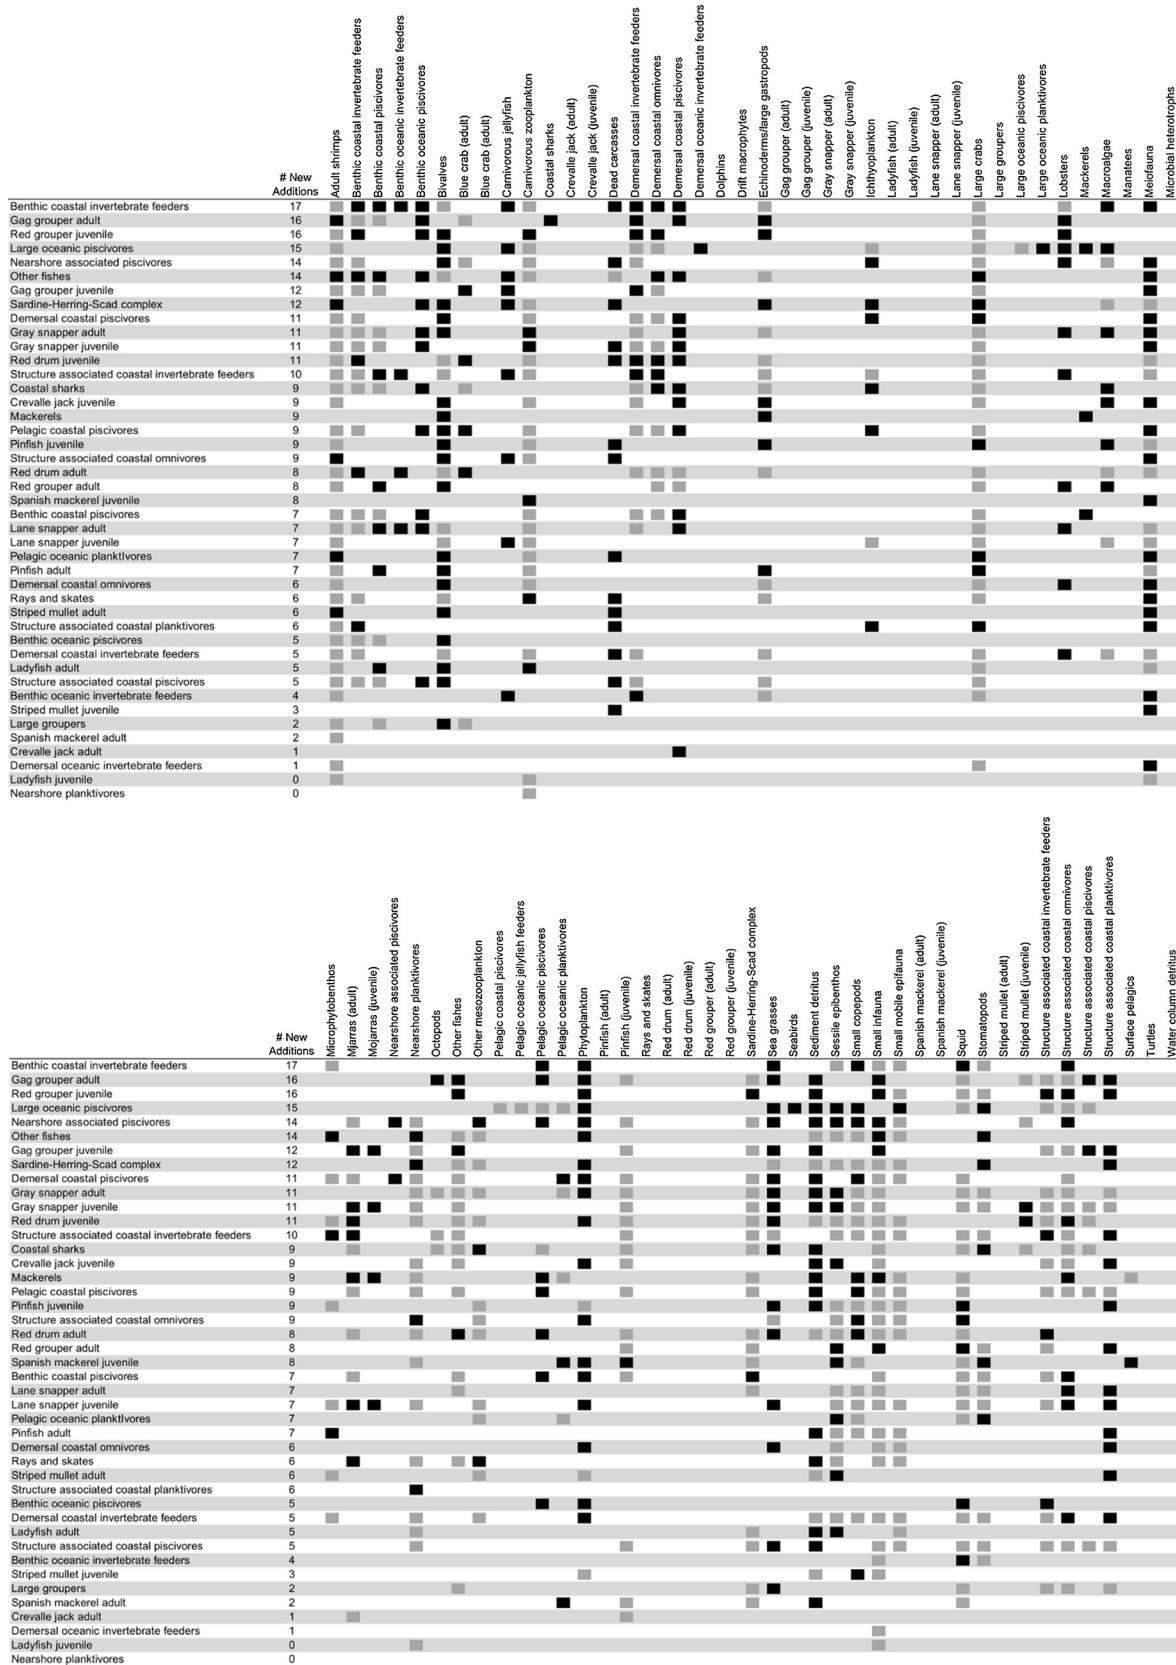 # New
Additions
Adult shrimps
Benthic coastal invertebrate feeders
Benthic coastal piscivores
Benthic oceanic invertebrate feeders
Benthic oceanic piscivores
Bivalves
Blue crab (adult)
Blue crab (adult)
Carnivorous jellyfish
Carnivorous zooplankton
Coastal sharks
Crevalle jack (adult)
Crevalle jack (juvenile)
Dead carcasses
Demersal coastal invertebrate feeders
Demersal coastal omnivores
Demersal coastal piscivores
Demersal oceanic invertebrate feeders
Dolphins
Drift macrophytes
Echinoderms/large gastropods
Gag grouper (adult)
Gag grouper (juvenile)
Gray snapper (adult)
Gray snapper (juvenile)
Ichthyoplankton
Ladyfish (adult)
Ladyfish (juvenile)
Lane snapper (adult)
Lane snapper (juvenile)
Large crabs
Large groupers
Large oceanic piscivores
Large oceanic planktivores
Lobsters
Mackerels
Macroalgae
Manatees
Meiofauna
Microbial heterotrophs
Benthic coastal invertebrate feeders 17
Gag grouper adult 16
Red grouper juvenile 16
Large oceanic piscivores 15
Nearshore associated piscivores 14
Other fishes 14
Gag grouper juvenile 12
Sardine-Herring-Scad complex 12
Demersal coastal piscivores 11
Gray snapper adult 11
Gray snapper juvenile 11
Red drum juvenile 11
Structure associated coastal invertebrate feeders 10
Coastal sharks 9
Crevalle jack juvenile 9
Mackerels 9
Pelagic coastal piscivores 9
Pinfish juvenile 9
Structure associated coastal omnivores 9
Red drum adult 8
Red grouper adult 8
Spanish mackerel juvenile 8
Benthic coastal piscivores 7
Lane snapper adult 7
Lane snapper juvenile 7
Pelagic oceanic planktIvores 7
Pinfish adult 7
Demersal coastal omnivores 6
Rays and skates 6
Striped mullet adult 6
Structure associated coastal planktivores 6
Benthic oceanic piscivores 5
Demersal coastal invertebrate feeders 5
Ladyfish adult 5
Structure associated coastal piscivores 5
Benthic oceanic invertebrate feeders 4
Striped mullet juvenile 3
Large groupers 2
Spanish mackerel adult 2
Crevalle jack adult 1
Demersal oceanic invertebrate feeders 1
Ladyfish juvenile 0
Nearshore planktivores 0
# New
Additions
Microphytobenthos
Mjarras (adult)
Mojarras (juvenile)
Nearshore associated piscivores
Nearshore planktivores
Octopods
Other fishes
Other mesozooplankton
Pelagic coastal piscivores
Pelagic oceanic jellyfish feeders
Pelagic oceanic piscivores
Pelagic oceanic planktivores
Phytoplankton
Pinfish (adult)
Pinfish (juvenile)
Rays and skates
Red drum (adult)
Red drum (juvenile)
Red grouper (adult)
Red grouper (juvenile)
Sardine-Herring-Scad complex
Sea grasses
Seabirds
Sediment detritus
Sessile epibenthos
Small copepods
Small infauna
Small mobile epifauna
Spanish mackerel (adult)
Spanish mackerel (juvenile)
Squid
Stomatopods
Striped mullet (adult)
Striped mullet (juvenile)
Structure associated coastal invertebrate feeders
Structure associated coastal omnivores
Structure associated coastal piscivores
Structure associated coastal planktivores
Surface pelagics
Turtles
Water column detritus
Benthic coastal invertebrate feeders 17
Gag grouper adult 16
Red grouper juvenile 16
Large oceanic piscivores 15
Nearshore associated piscivores 14
Other fishes 14
Gag grouper juvenile 12
Sardine-Herring-Scad complex 12
Demersal coastal piscivores 11
Gray snapper adult 11
Gray snapper juvenile 11
Red drum juvenile 11
Structure associated coastal invertebrate feeders 10
Coastal sharks 9
Crevalle jack juvenile 9
Mackerels 9
Pelagic coastal piscivores 9
Pinfish juvenile 9
Structure associated coastal omnivores 9
Red drum adult 8
Red grouper adult 8
Spanish mackerel juvenile 8
Benthic coastal piscivores 7
Lane snapper adult 7
Lane snapper juvenile 7
Pelagic oceanic planktIvores 7
Pinfish adult 7
Demersal coastal omnivores 6
Rays and skates 6
Striped mullet adult 6
Structure associated coastal planktivores 6
Benthic oceanic piscivores 5
Demersal coastal invertebrate feeders 5
Ladyfish adult 5
Structure associated coastal piscivores 5
Benthic oceanic invertebrate feeders 4
Striped mullet juvenile 3
Large groupers 2
Spanish mackerel adult 2
Crevalle jack adult 1
Demersal oceanic invertebrate feeders 1
Ladyfish juvenile 0
Nearshore planktivores 0